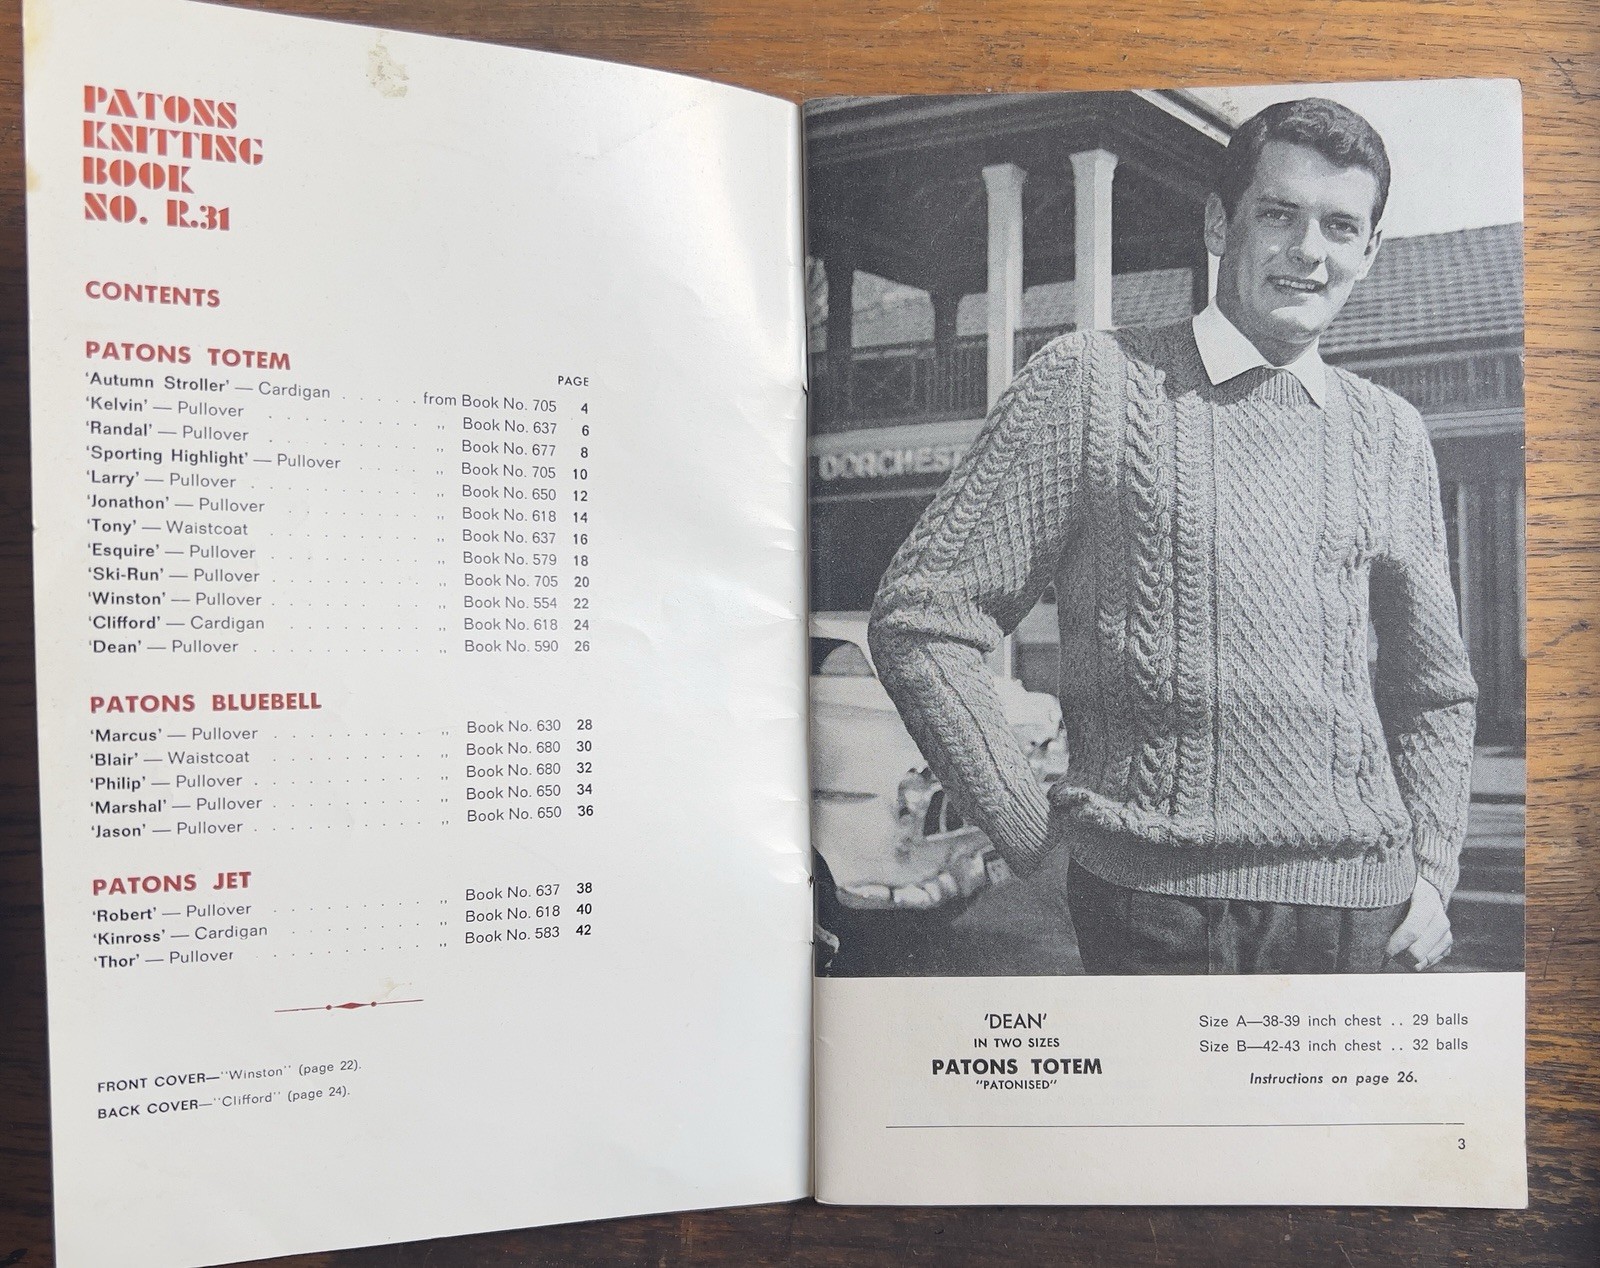 PATONS
KNITTING
BOOK
NO. R.31
CONTENTS
PATONS TOTEM
PAGE
'Autumn Stroller' — Cardigan . . . . . from Book No. 705 4
'Kelvin' — Pullover . . . . . . . . ,, Book No. 637 6
'Randal' — Pullover . . . . . . . . ,, Book No. 677 8
'Sporting Highlight' — Pullover . . . . . ,, Book No. 705 10
'Larry' — Pullover . . . . . . . . . ,, Book No. 650 12
'Jonathon' — Pullover . . . . . . . ,, Book No. 618 14
'Tony' — Waistcoat . . . . . . . . ,, Book No. 637 16
'Esquire' — Pullover . . . . . . . . ,, Book No. 579 18
'Ski-Run' — Pullover . . . . . . . . ,, Book No. 705 20
'Winston' — Pullover . . . . . . . . ,, Book No. 554 22
'Clifford' — Cardigan . . . . . . . ,, Book No. 618 24
'Dean' — Pullover . . . . . . . . . ,, Book No. 590 26
PATONS BLUEBELL
'Marcus' — Pullover . . . . . . . . ,, Book No. 630 28
'Blair' — Waistcoat . . . . . . . . ,, Book No. 680 30
'Philip' — Pullover . . . . . . . . . ,, Book No. 680 32
'Marshal' — Pullover . . . . . . . . ,, Book No. 650 34
'Jason' — Pullover . . . . . . . . . ,, Book No. 650 36
PATONS JET
'Robert' — Pullover . . . . . . . . ,, Book No. 637 38
'Kinross' — Cardigan . . . . . . . . ,, Book No. 618 40
'Thor' — Pullover . . . . . . . . . ,, Book No. 583 42
FRONT COVER—"Winston" (page 22).
BACK COVER—"Clifford" (page 24).
DORCHEST
'DEAN'
IN TWO SIZES
PATONS TOTEM
"PATONISED"
Size A—38-39 inch chest .. 29 balls
Size B—42-43 inch chest .. 32 balls
Instructions on page 26.
3